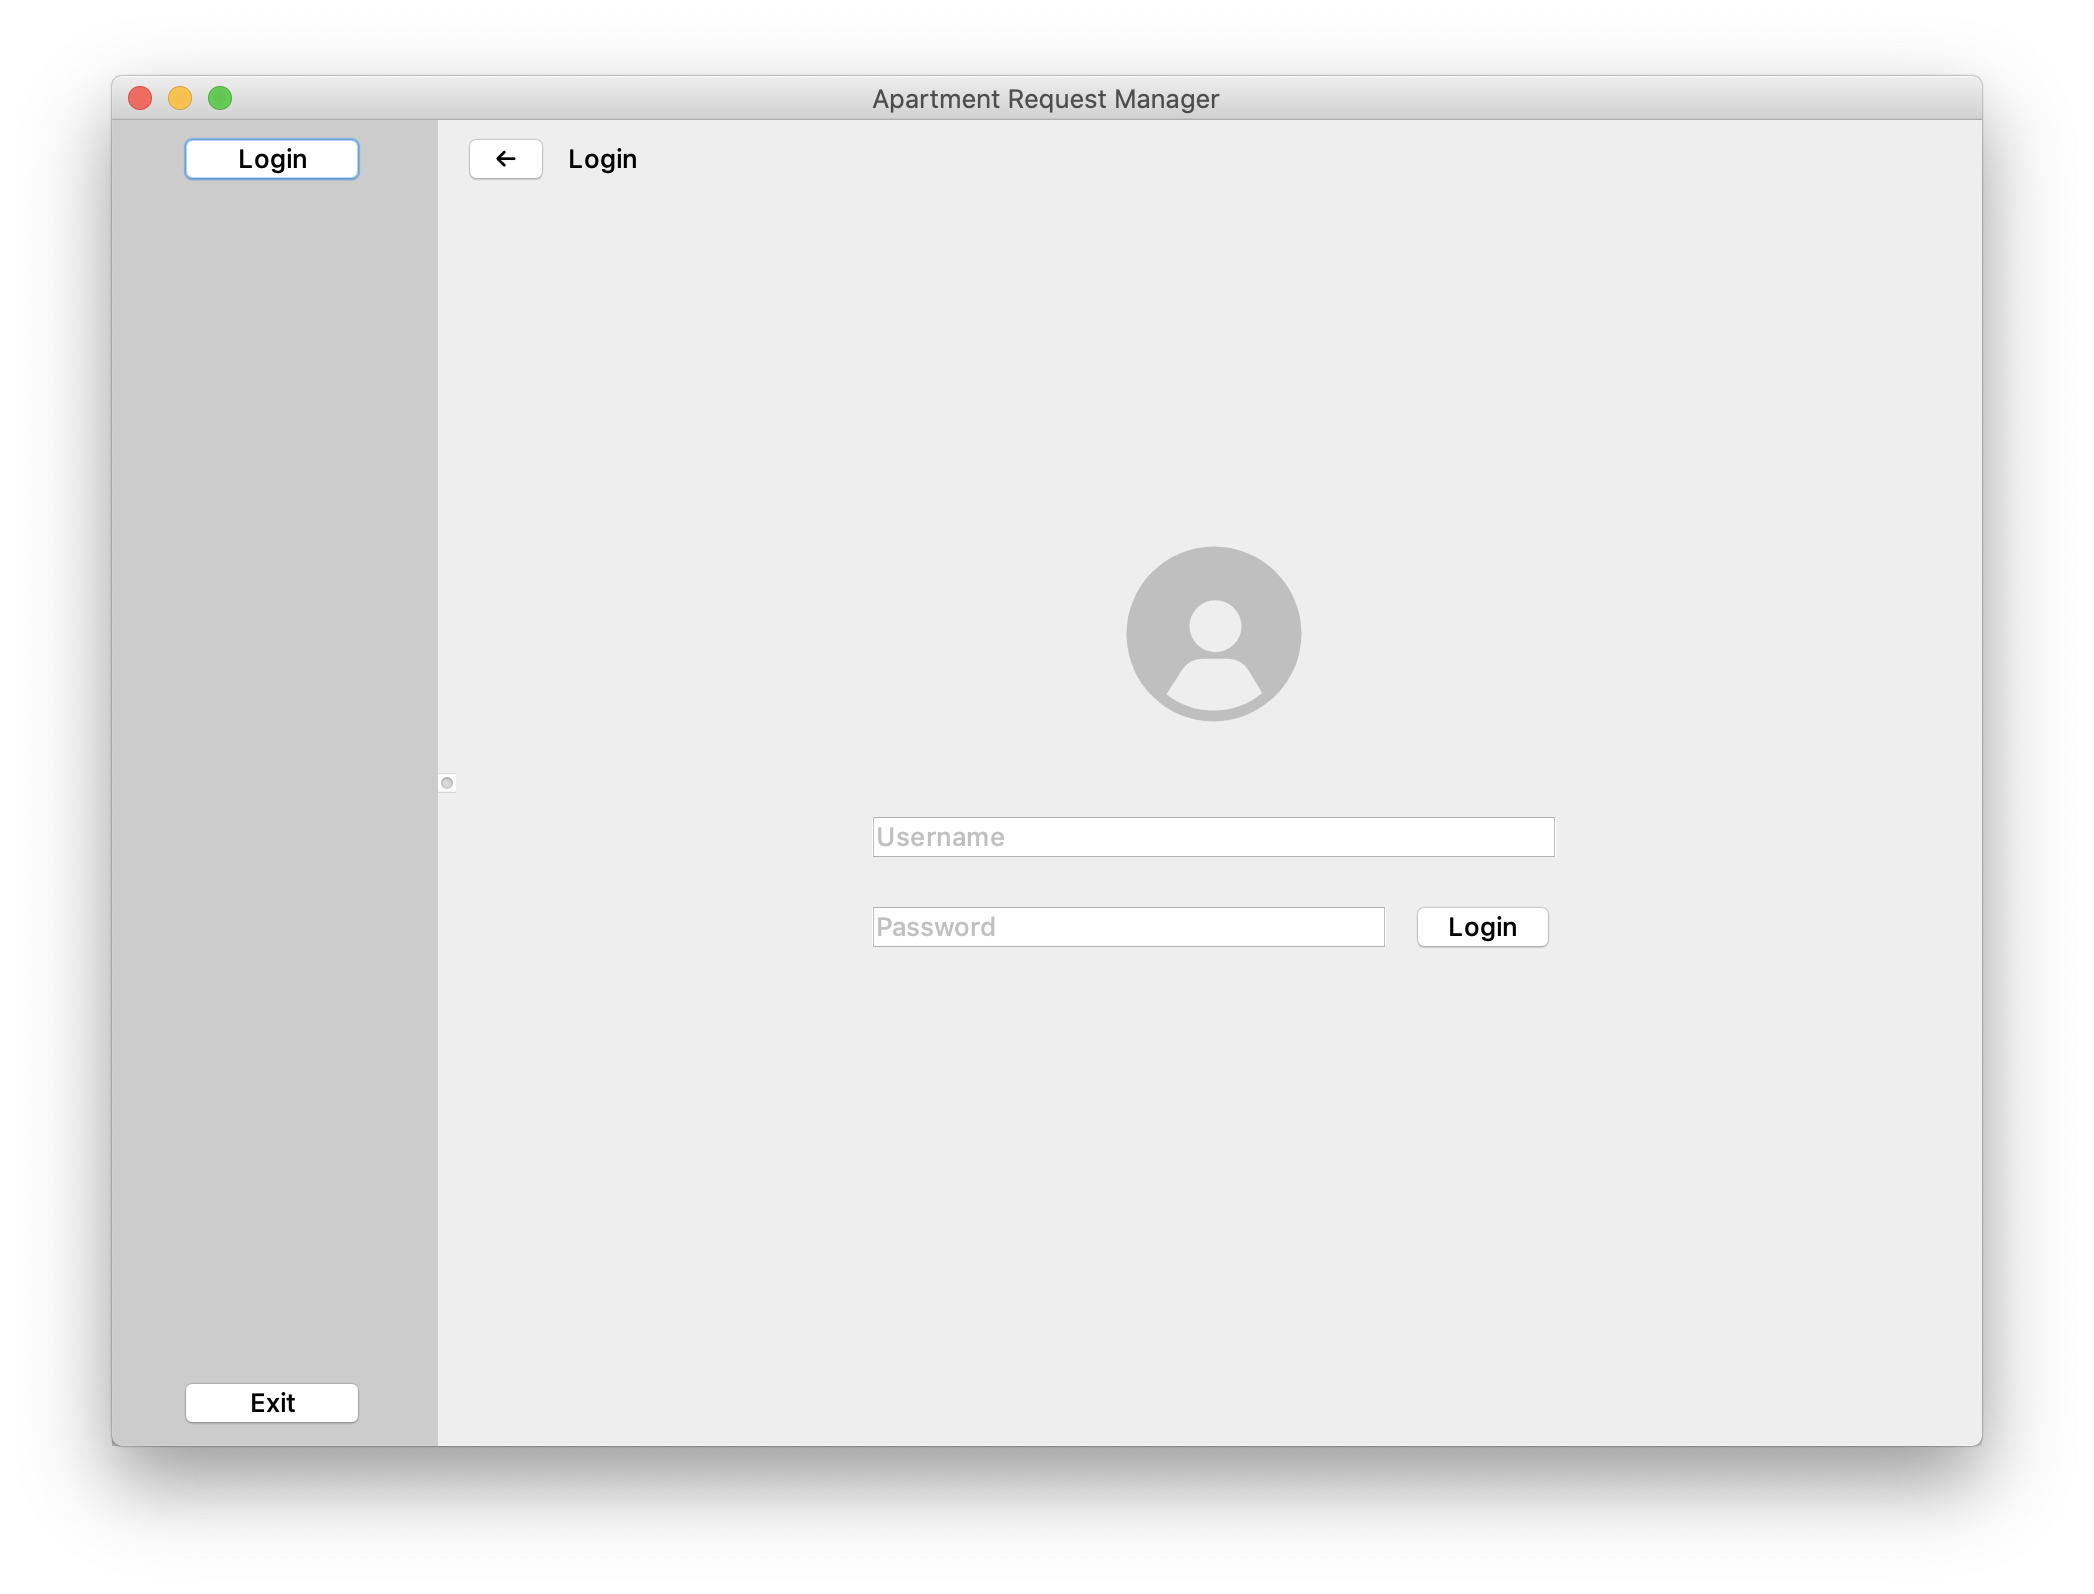 Apartment Request Manager
Login
← Login
Username
Password
Login
Exit